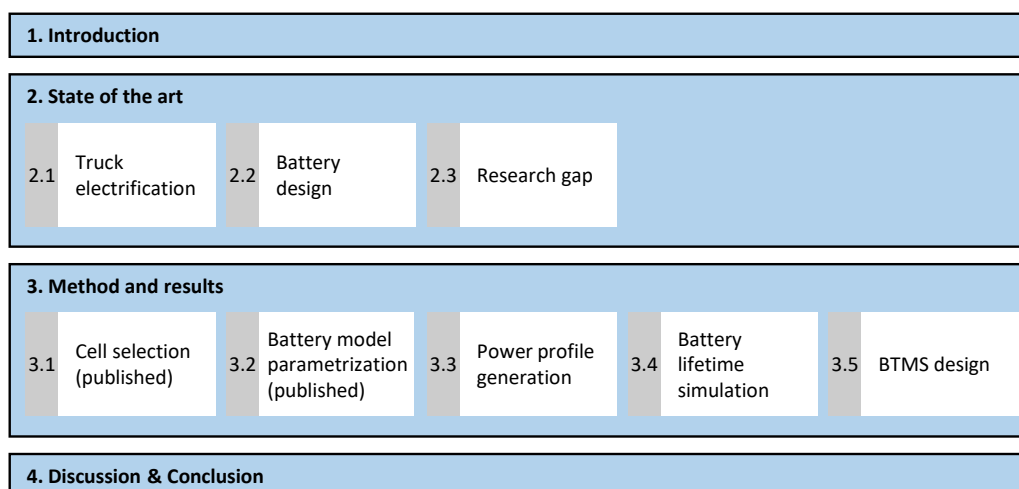 1. Introduction
2. State of the art
2.1
Truck
electrification
2.2
Battery
design
2.3
Research gap
3. Method and results
3.1
Cell selection
(published)
3.2
Battery model
parametrization
(published)
3.3
Power profile
generation
3.4
Battery
lifetime
simulation
3.5
BTMS design
4. Discussion & Conclusion